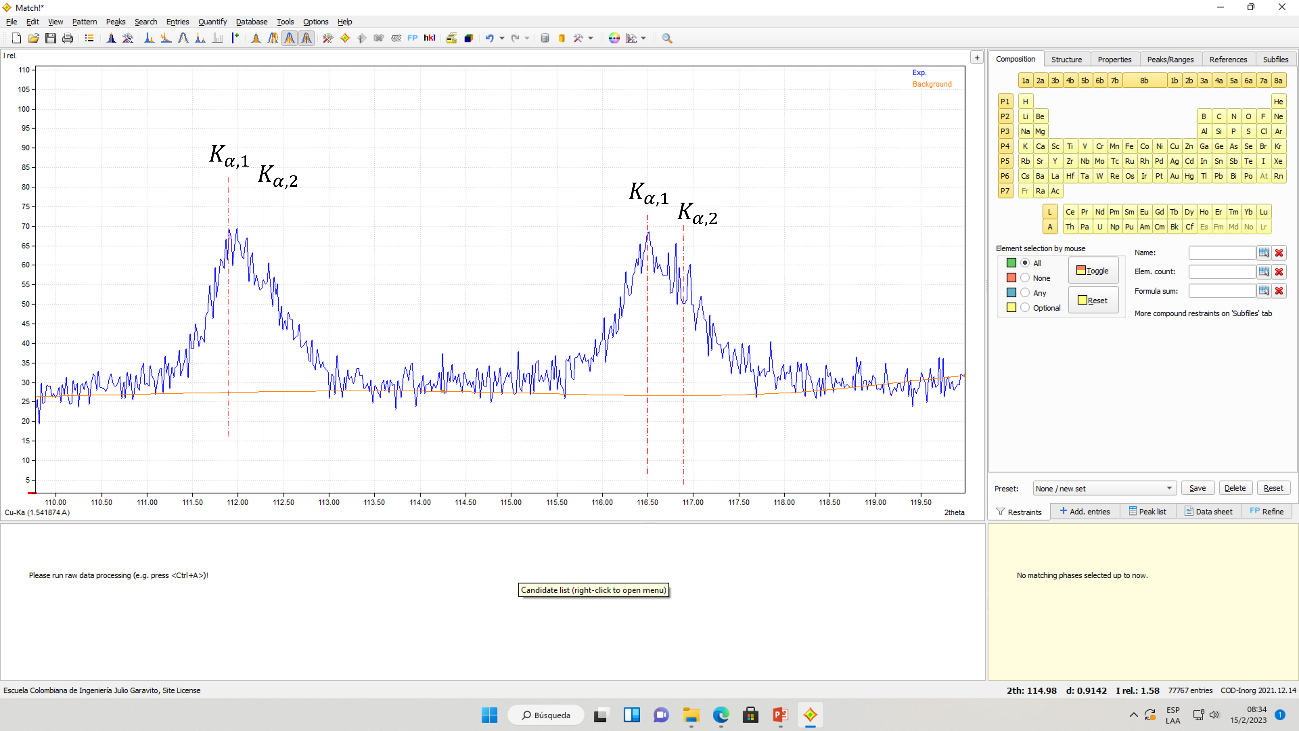 Match!*
File Edit View Pattern Peaks Search Entries Quantify Database Tools Options Help
FP hkl
I rel.
Exp.
Background
110
105
100
95
90
85
80
75
70
65
60
55
50
45
40
35
30
25
20
15
10
5
Kα,1
Kα,2
Kα,1
Kα,2
110.00 110.50 111.00 111.50 112.00 112.50 113.00 113.50 114.00 114.50 115.00 115.50 116.00 116.50 117.00 117.50 118.00 118.50 119.00 119.50
Cu-Ka (1.541874 A) 2theta
+
Composition Structure Properties Peaks/Ranges References Subfiles
1a 2a 3b 4b 5b 6b 7b 8b 1b 2b 3a 4a 5a 6a 7a 8a
P1 H He
P2 Li Be B C N O F Ne
P3 Na Mg Al Si P S Cl Ar
P4 K Ca Sc Ti V Cr Mn Fe Co Ni Cu Zn Ga Ge As Se Br Kr
P5 Rb Sr Y Zr Nb Mo Tc Ru Rh Pd Ag Cd In Sn Sb Te I Xe
P6 Cs Ba La Hf Ta W Re Os Ir Pt Au Hg Tl Pb Bi Po At Rn
P7 Fr Ra Ac
L Ce Pr Nd Pm Sm Eu Gd Tb Dy Ho Er Tm Yb Lu
A Th Pa U Np Pu Am Cm Bk Cf Es Fm Md No Lr
Element selection by mouse
All
None
Any
Optional
Toggle
Reset
Name:
Elem. count:
Formula sum:
More compound restraints on 'Subfiles' tab
Preset: None / new set Save Delete Reset
Restraints Add. entries Peak list Data sheet FP Refine
Please run raw data processing (e.g. press <Ctrl+A>)!
Candidate list (right-click to open menu)
No matching phases selected up to now.
Escuela Colombiana de Ingeniería Julio Garavito, Site License
2th: 114.98 d: 0.9142 I rel.: 1.58 77767 entries COD-Inorg 2021.12.14
Búsqueda
ESP
LAA
08:34
15/2/2023
1